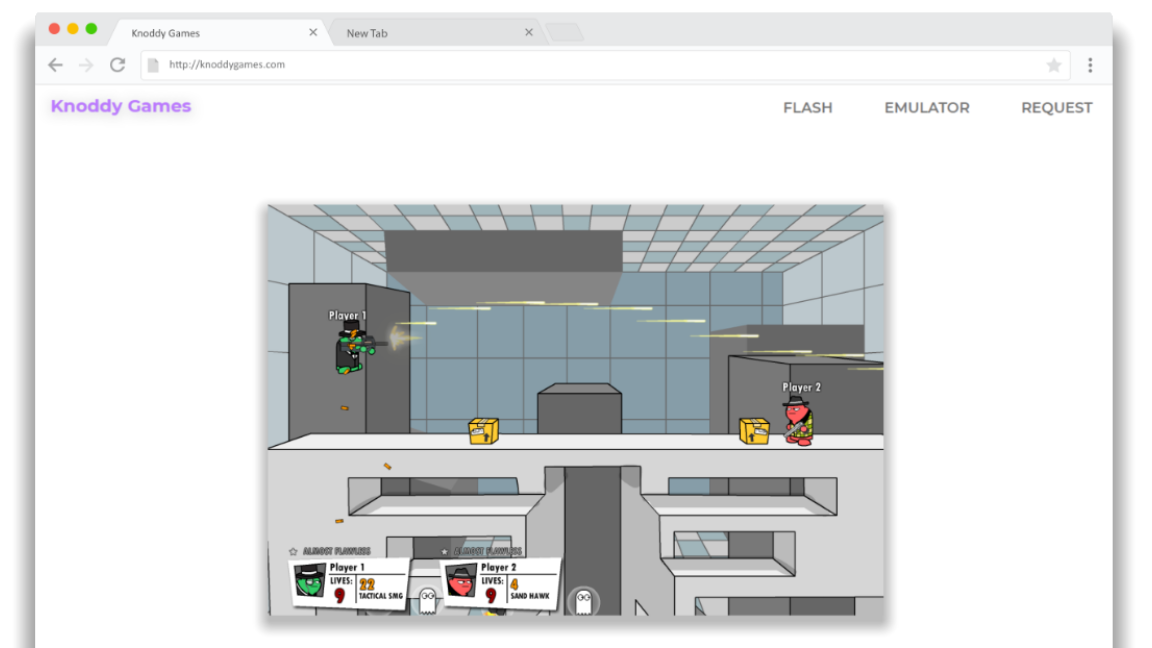 Knoddy Games
New Tab
http://knoddygames.com
Knoddy Games
FLASH
EMULATOR
REQUEST
Player 1
Player 2
ALMOST FLAWLESS
ALMOST FLAWLESS
Player 1
LIVES: 22
9 TACTICAL SMG
Player 2
LIVES: 4
9 SAND HAWK